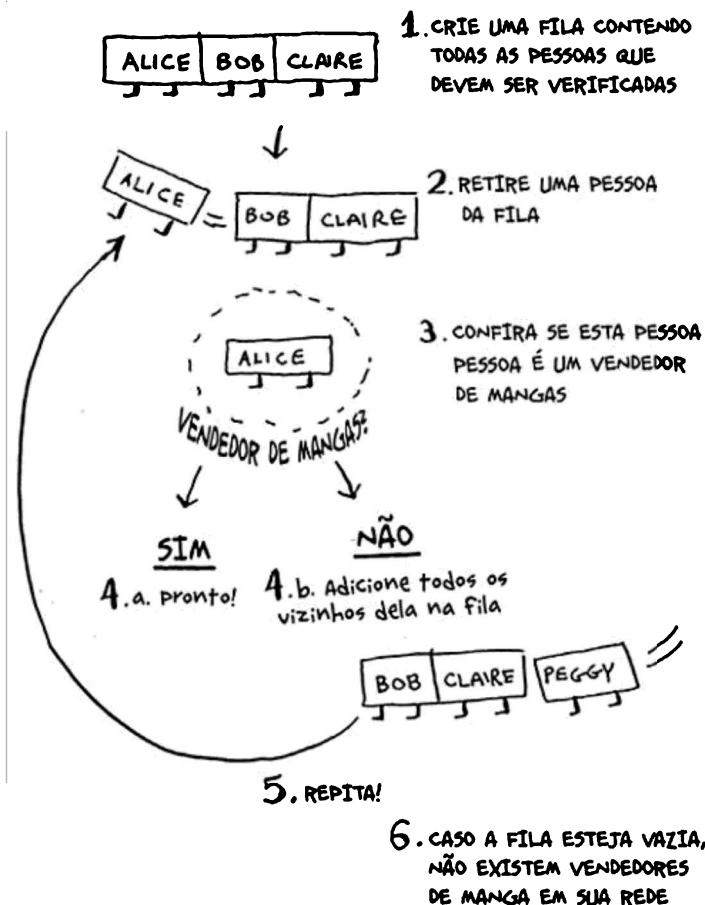 1. CRIE UMA FILA CONTENDO
TODAS AS PESSOAS QUE
DEVEM SER VERIFICADAS
ALICE BOB CLAIRE
2. RETIRE UMA PESSOA
DA FILA
ALICE = BOB CLAIRE
3. CONFIRA SE ESTA PESSOA
PESSOA É UM VENDEDOR
DE MANGAS
ALICE
VENDEDOR DE MANGAS?
SIM
4.a. pronto!
NÃO
4.b. Adicione todos os
vizinhos dela na fila
BOB CLAIRE PEGGY
5. REPITA!
6. CASO A FILA ESTEJA VAZIA,
NÃO EXISTEM VENDEDORES
DE MANGA EM SUA REDE